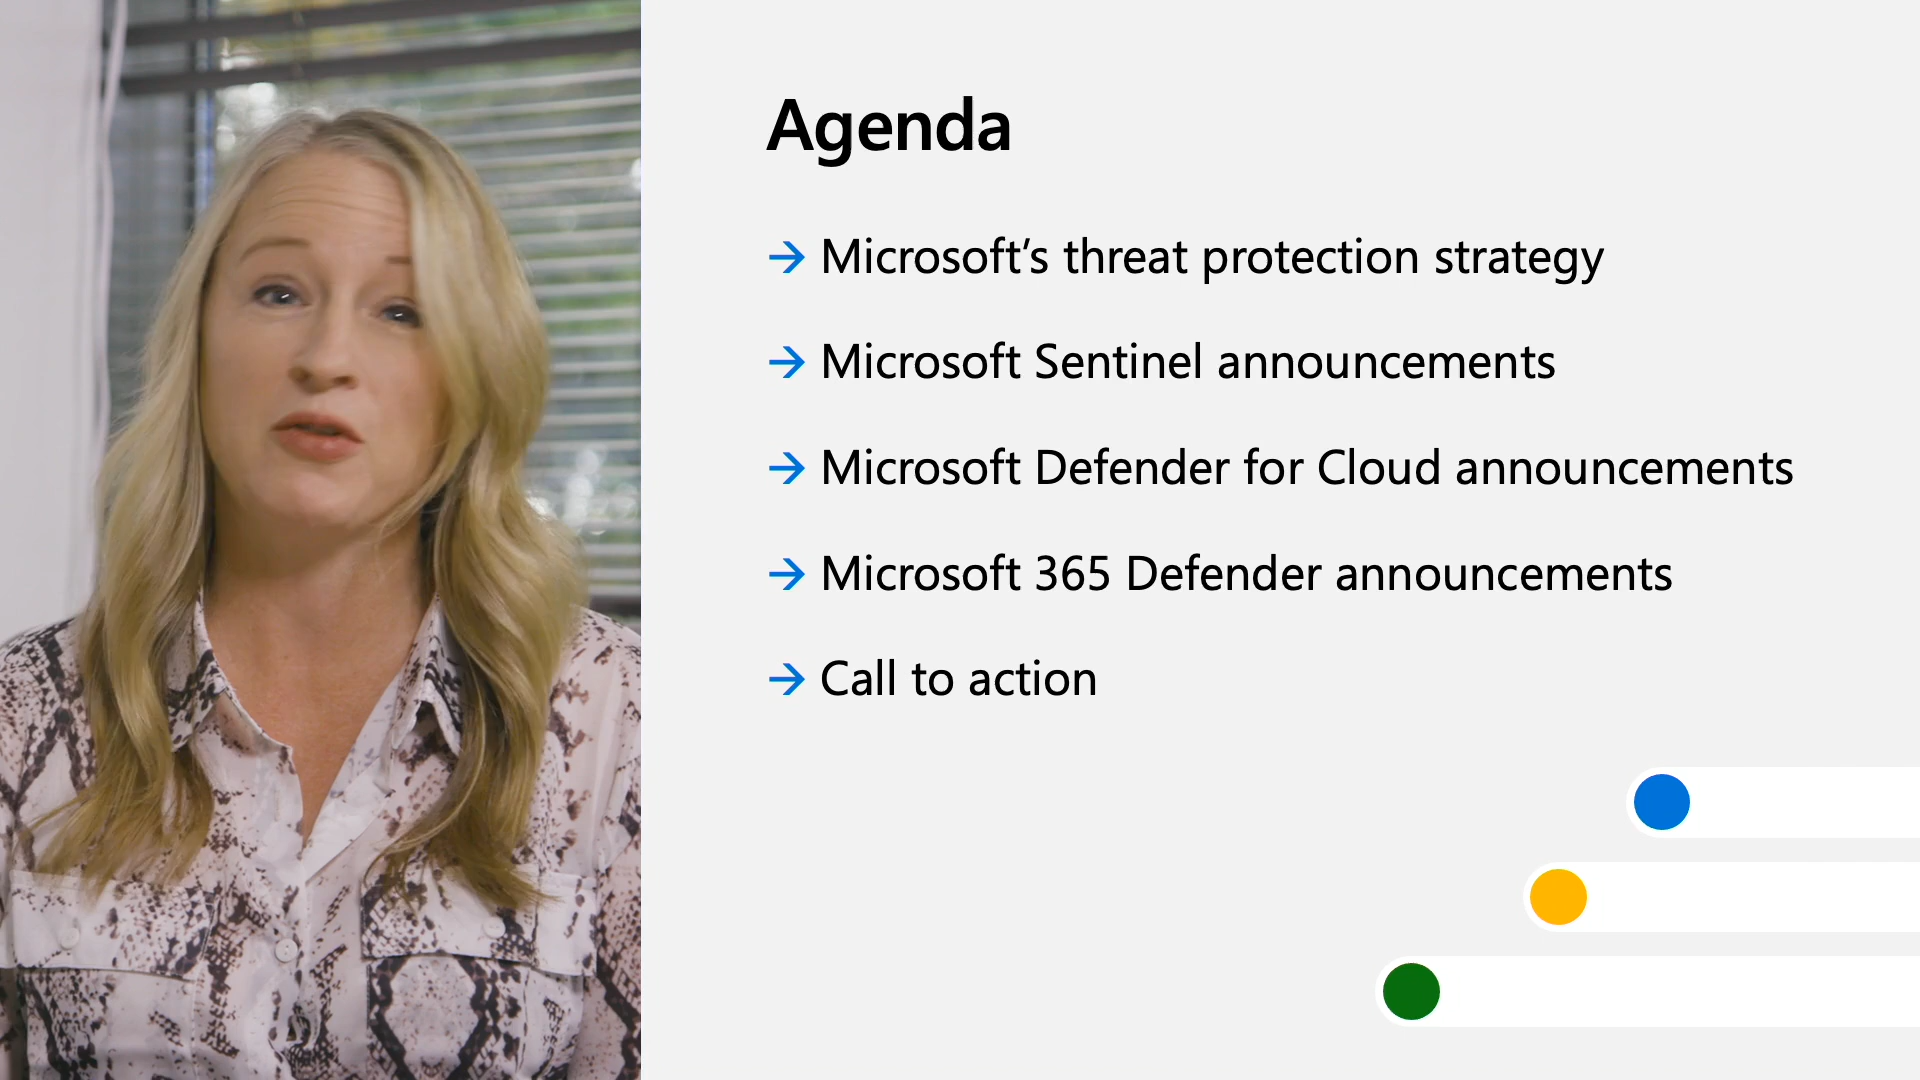 Agenda
→ Microsoft’s threat protection strategy
→ Microsoft Sentinel announcements
→ Microsoft Defender for Cloud announcements
→ Microsoft 365 Defender announcements
→ Call to action